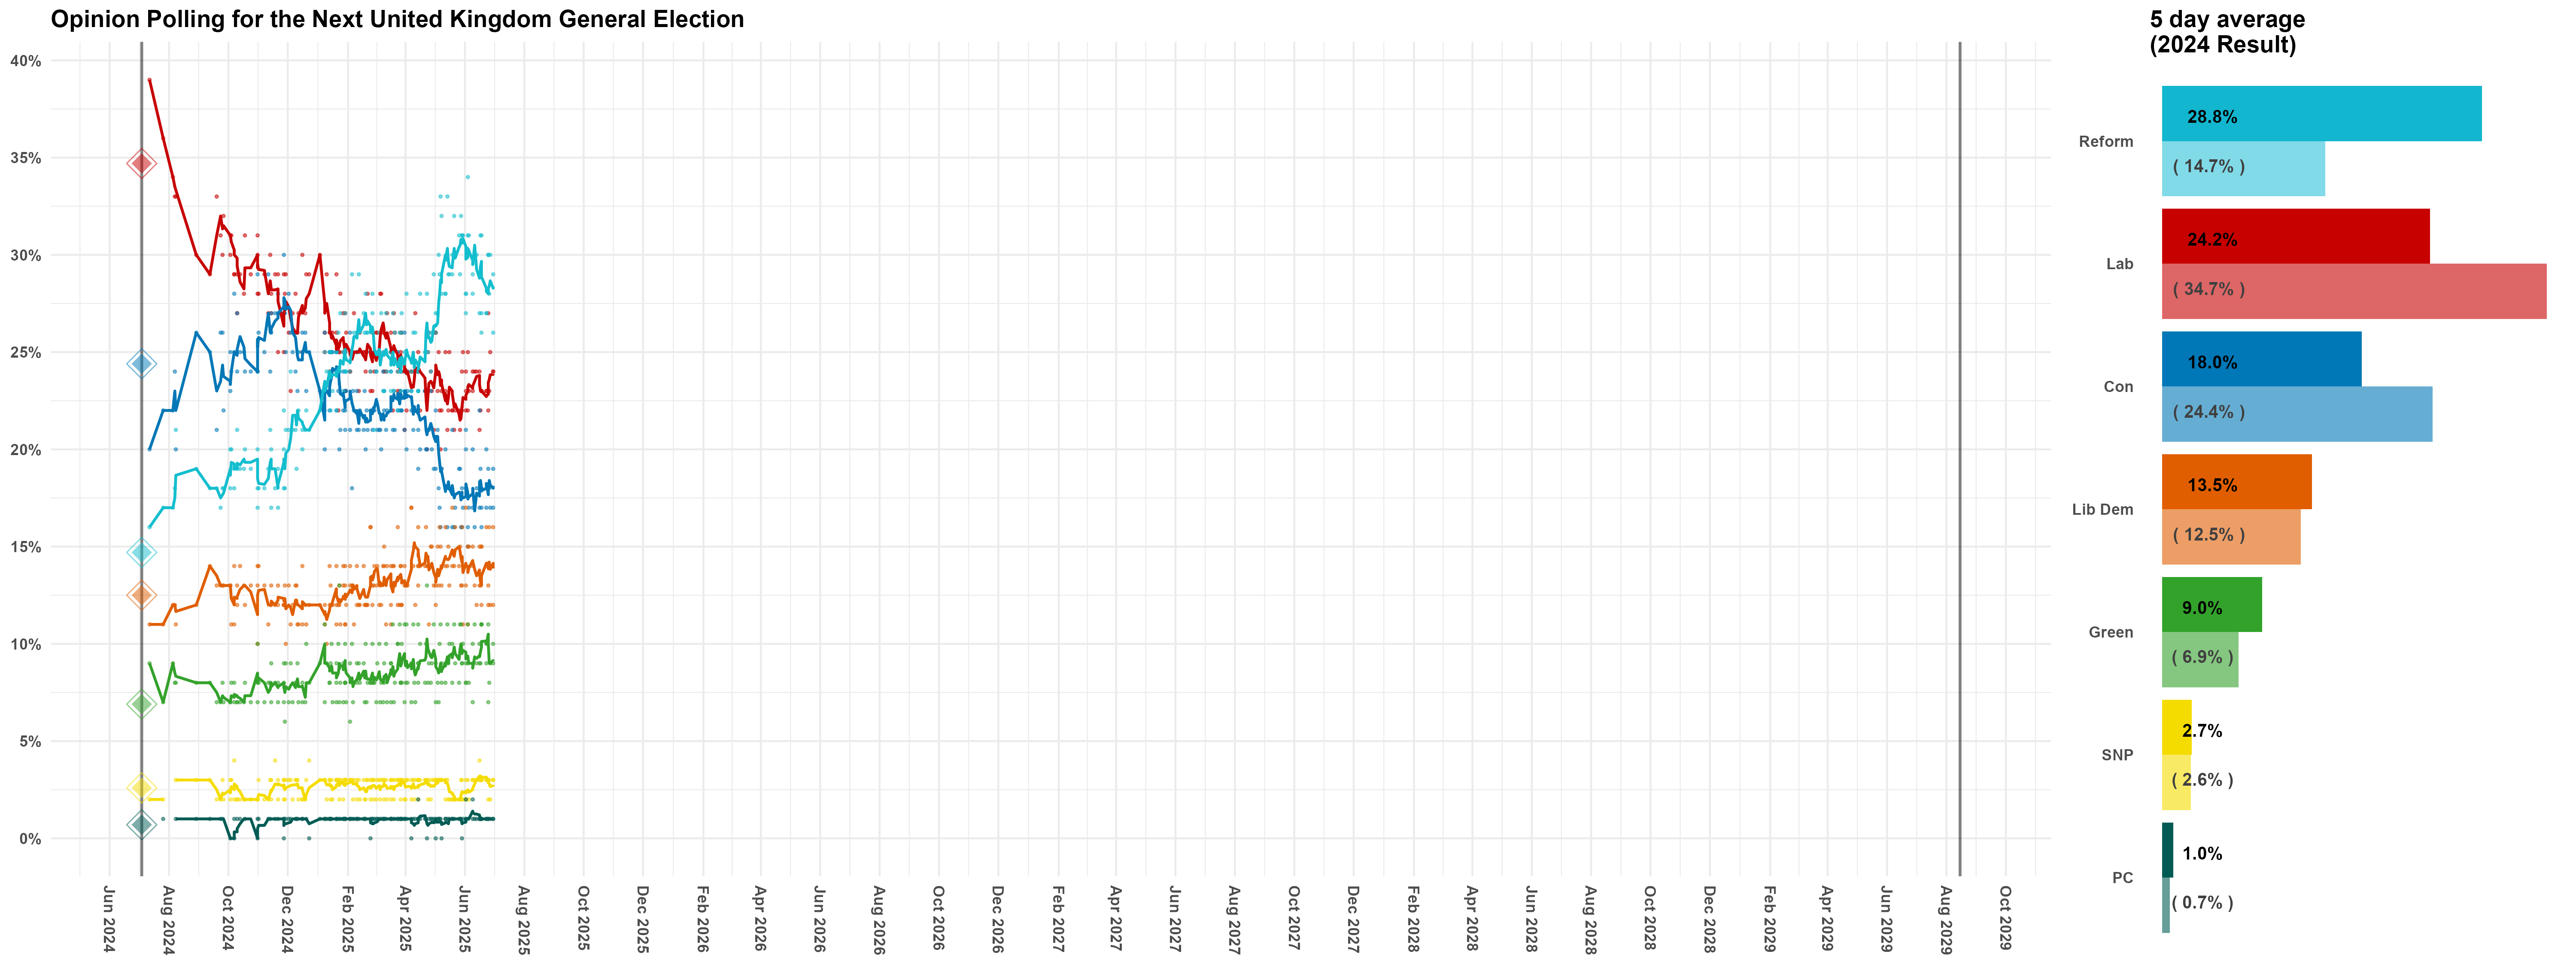 Opinion Polling for the Next United Kingdom General Election
5 day average
(2024 Result)
40%
35%
30%
25%
20%
15%
10%
5%
0%
Jun 2024
Aug 2024
Oct 2024
Dec 2024
Feb 2025
Apr 2025
Jun 2025
Aug 2025
Oct 2025
Dec 2025
Feb 2026
Apr 2026
Jun 2026
Aug 2026
Oct 2026
Dec 2026
Feb 2027
Apr 2027
Jun 2027
Aug 2027
Oct 2027
Dec 2027
Feb 2028
Apr 2028
Jun 2028
Aug 2028
Oct 2028
Dec 2028
Feb 2029
Apr 2029
Jun 2029
Aug 2029
Oct 2029
Reform
28.8%
( 14.7% )
Lab
24.2%
( 34.7% )
Con
18.0%
( 24.4% )
Lib Dem
13.5%
( 12.5% )
Green
9.0%
( 6.9% )
SNP
2.7%
( 2.6% )
PC
1.0%
( 0.7% )